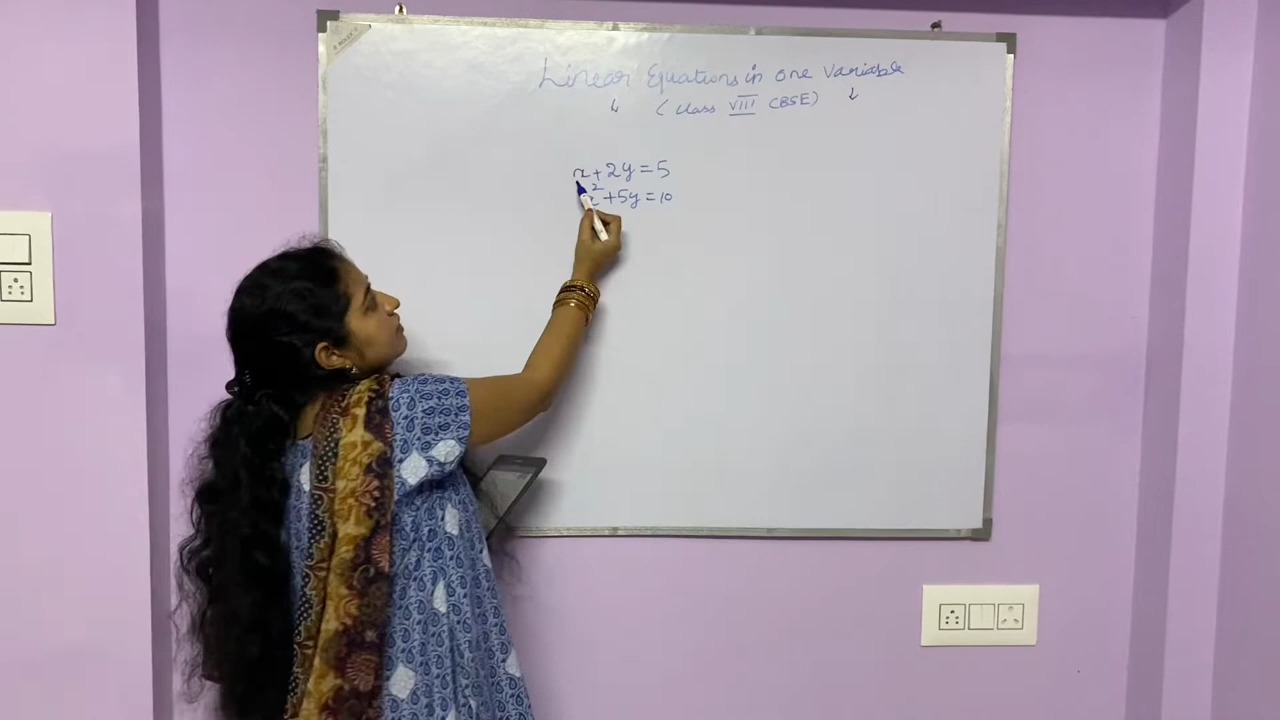 Linear Equations in one variable
↓ (class VIII CBSE) ↓
x+2y=5
x²+5y=10